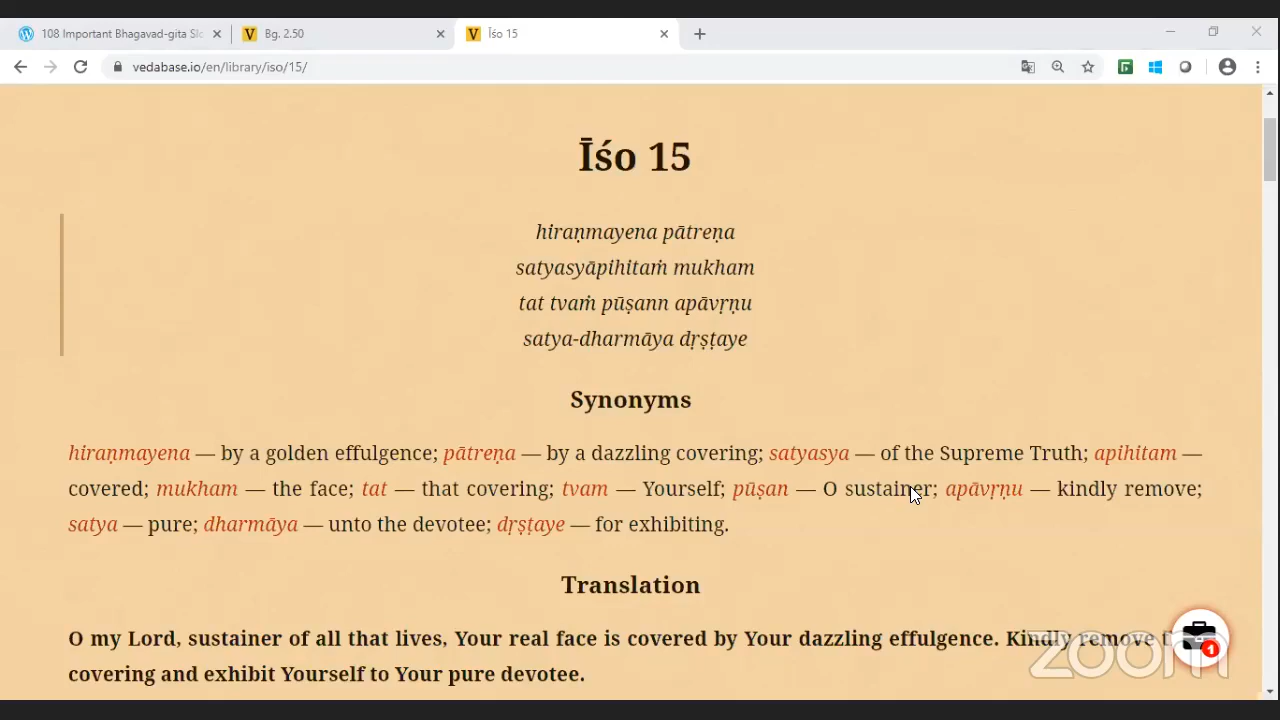 108 Important Bhagavad-gita Slo
Bg. 2.50
Īśo 15
vedabase.io/en/library/iso/15/
Īśo 15
hiraṇmayena pātreṇa
satyasyāpihitaṁ mukham
tat tvaṁ pūṣann apāvṛṇu
satya-dharmāya dṛṣṭaye
Synonyms
hiraṇmayena — by a golden effulgence; pātreṇa — by a dazzling covering; satyasya — of the Supreme Truth; apihitam —
covered; mukham — the face; tat — that covering; tvam — Yourself; pūṣan — O sustainer; apāvṛṇu — kindly remove;
satya — pure; dharmāya — unto the devotee; dṛṣṭaye — for exhibiting.
Translation
O my Lord, sustainer of all that lives, Your real face is covered by Your dazzling effulgence. Kindly remove
covering and exhibit Yourself to Your pure devotee.
1
zoom